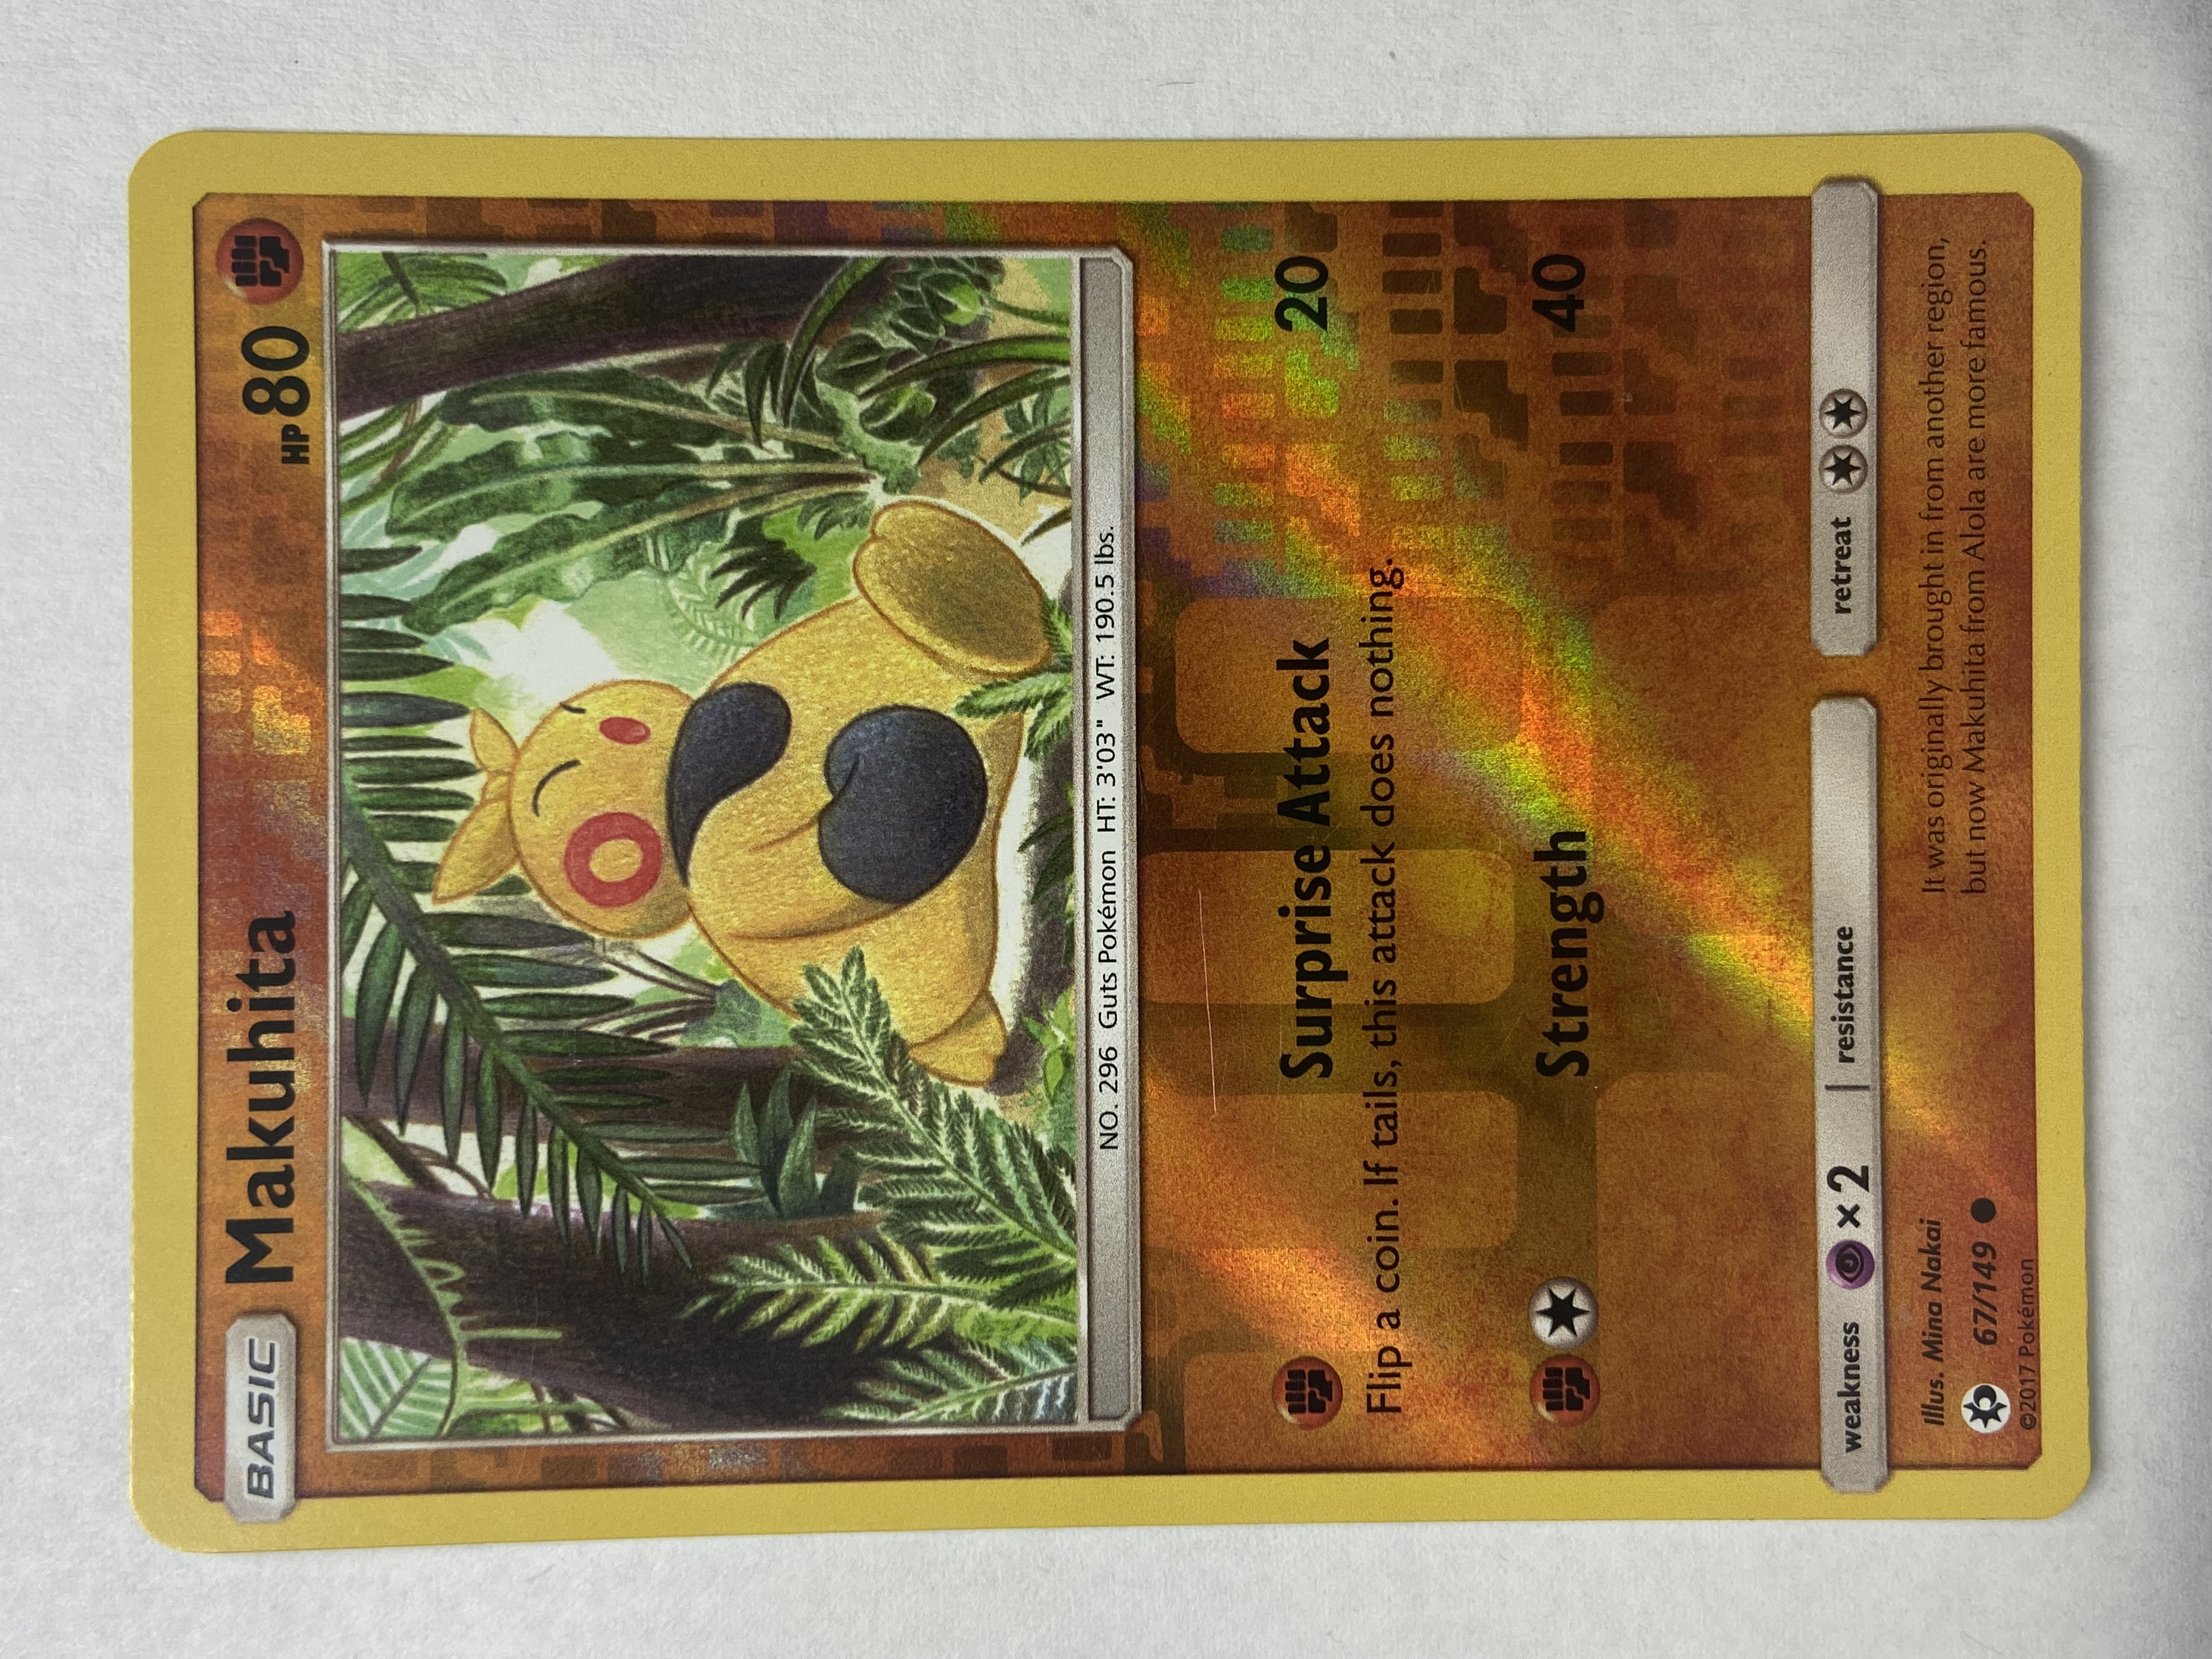 BASIC Makuhita HP 80
NO. 296 Guts Pokémon HT: 3'03" WT: 190.5 lbs.
Surprise Attack 20
Flip a coin. If tails, this attack does nothing.
Strength 40
weakness ×2 resistance retreat
Illus. Mina Nakai
It was originally brought in from another region,
but now Makuhita from Alola are more famous.
67/149
©2017 Pokémon